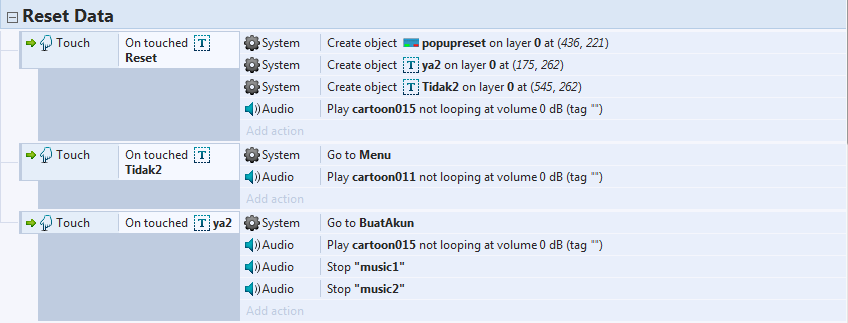 Reset Data
Touch On touched T Reset
System Create object popupreset on layer 0 at (436, 221)
System Create object T ya2 on layer 0 at (175, 262)
System Create object T Tidak2 on layer 0 at (545, 262)
Audio Play cartoon015 not looping at volume 0 dB (tag "")
Add action
Touch On touched T Tidak2
System Go to Menu
Audio Play cartoon011 not looping at volume 0 dB (tag "")
Add action
Touch On touched T ya2
System Go to BuatAkun
Audio Play cartoon015 not looping at volume 0 dB (tag "")
Audio Stop "music1"
Audio Stop "music2"
Add action